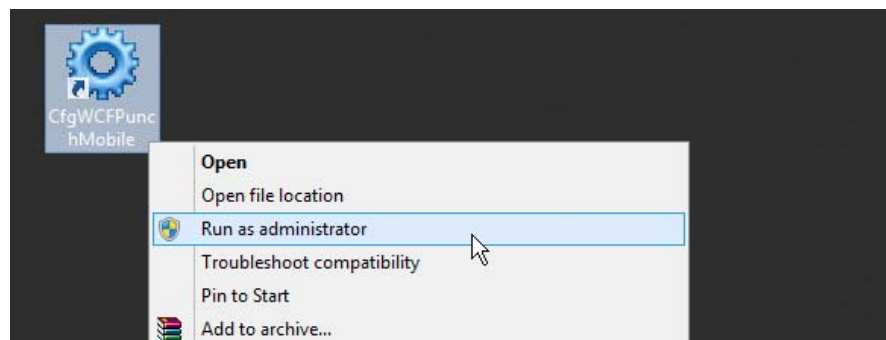 CfgWCFPunc
hMobile
Open
Open file location
Run as administrator
Troubleshoot compatibility
Pin to Start
Add to archive...